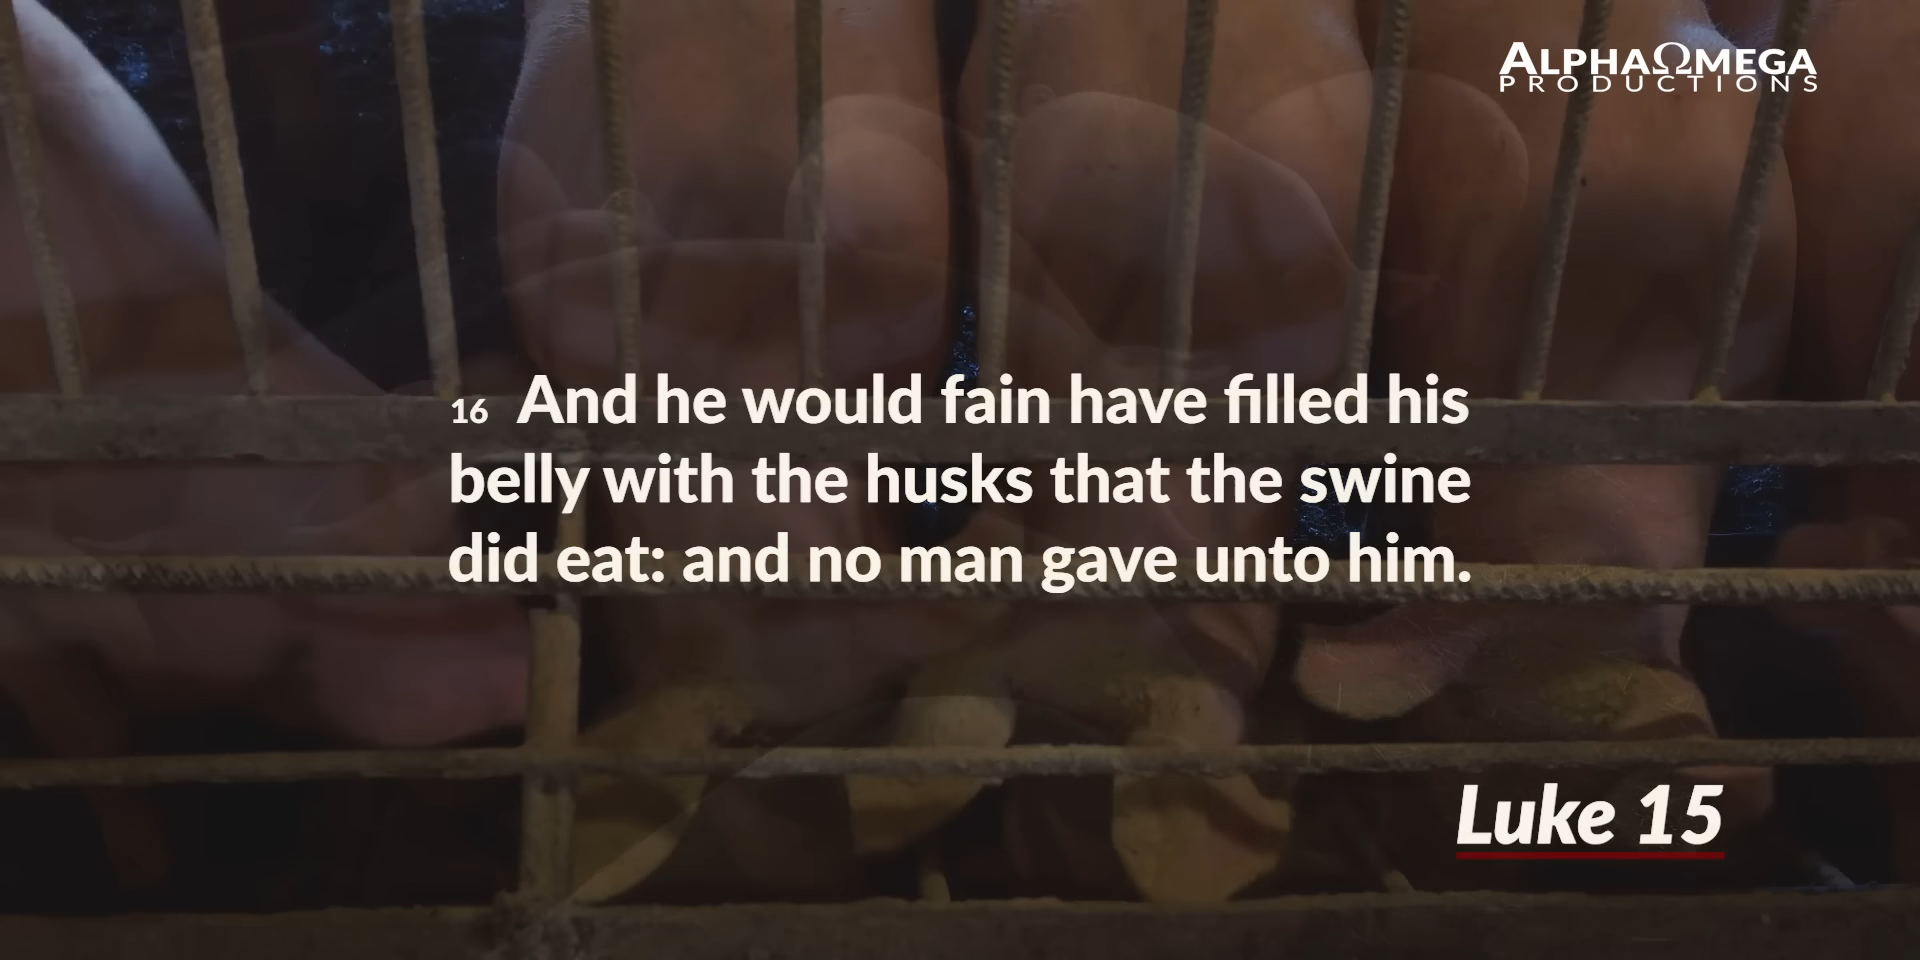 ALPHAΩMEGA
PRODUCTIONS
16 And he would fain have filled his
belly with the husks that the swine
did eat: and no man gave unto him.
Luke 15